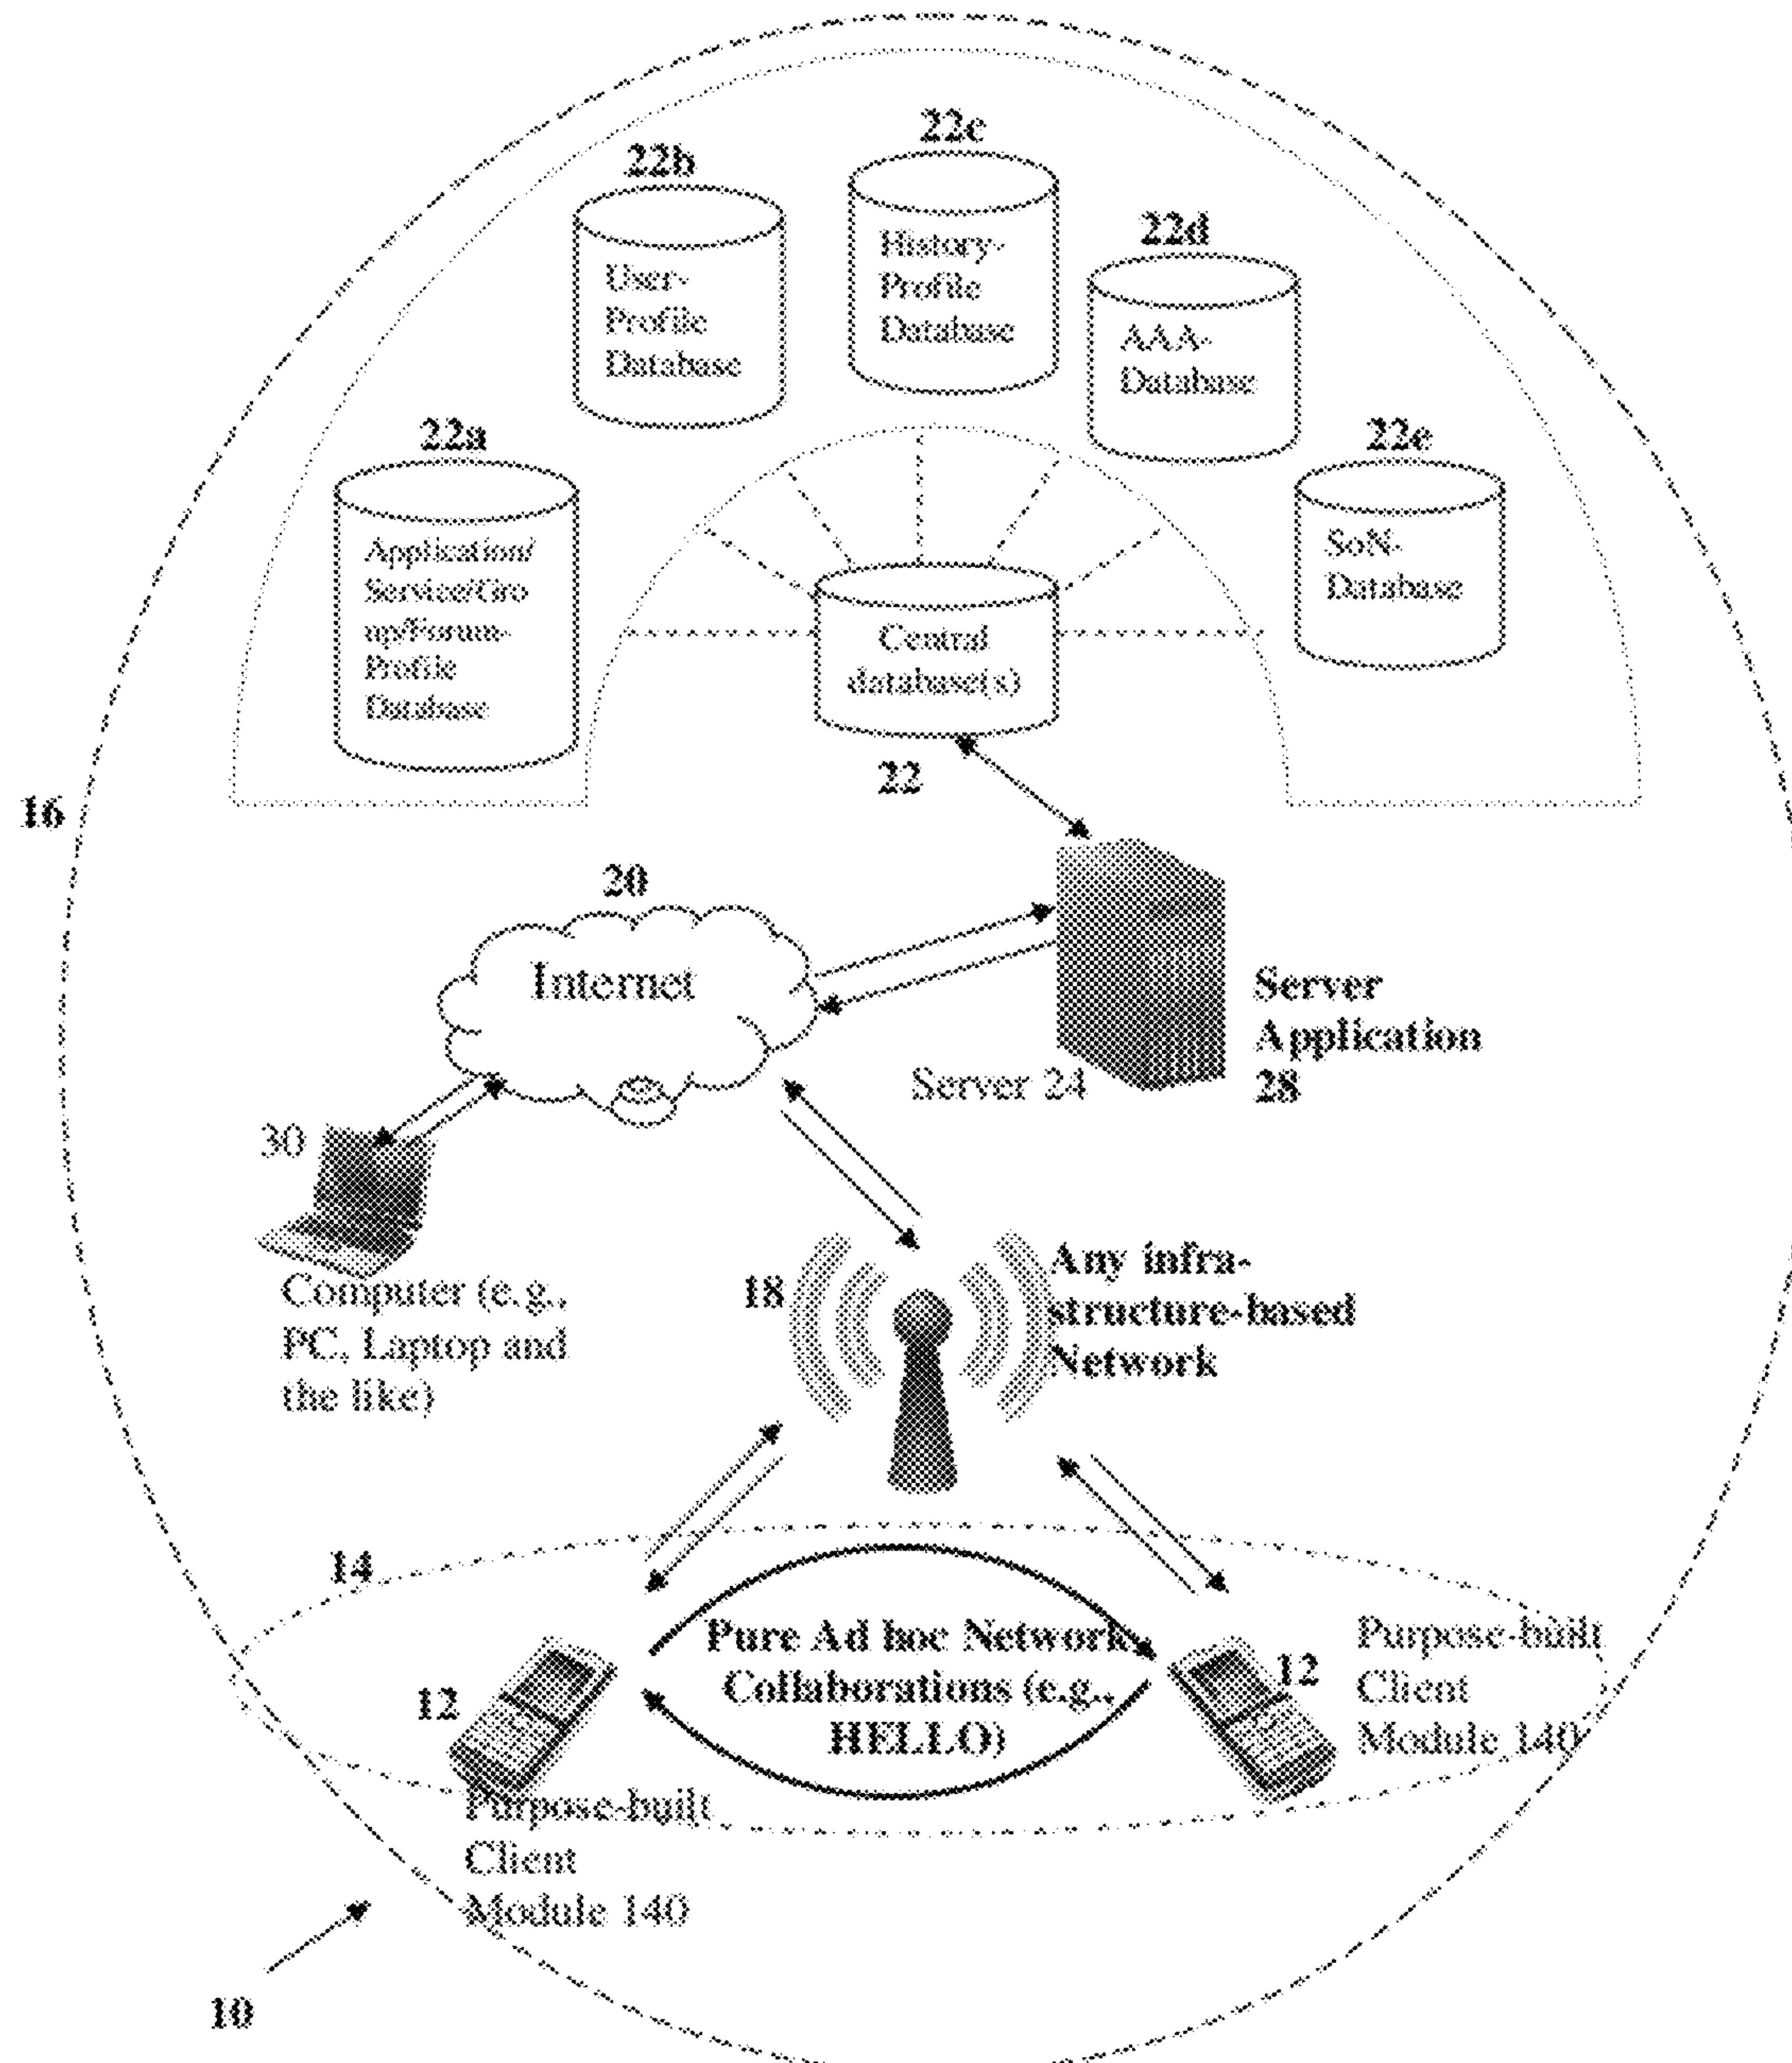 22c
22b
History-
Profile
Database
22d
User-
Profile
Database
AAA-
Database
22a
22e
Application/
Service/Gro
up/Forum-
Profile
Database
SoN-
Database
Central
database(s)
22
16
20
Internet
Server
Application
28
Server 24
30
Computer (e.g.,
PC, Laptop and
the like)
18
Any infra-
structure-based
Network
14
Pure Ad hoc Network
Collaborations (e.g.,
HELLO)
12
12
Purpose-built
Client
Module 140
Purpose-built
Client
Module 140
10